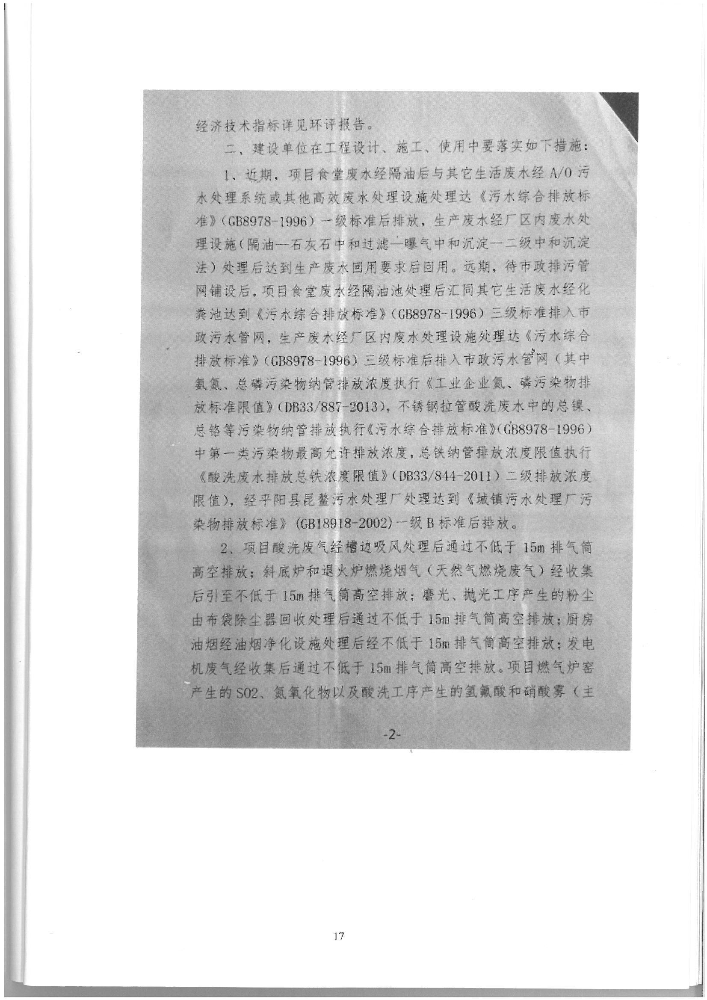 经济技术指标详见环评报告。
二、建设单位在工程设计、施工、使用中要落实如下措施：
1、近期，项目食堂废水经隔油后与其它生活废水经 A/O 污
水处理系统或其他高效废水处理设施处理达《污水综合排放标
准》（GB8978-1996）一级标准后排放，生产废水经厂区内废水处
理设施（隔油—石灰石中和过滤—曝气中和沉淀—二级中和沉淀
法）处理后达到生产废水回用要求后回用。远期，待市政排污管
网铺设后，项目食堂废水经隔油池处理后汇同其它生活废水经化
粪池达到《污水综合排放标准》（GB8978-1996）三级标准排入市
政污水管网，生产废水经厂区内废水处理设施处理达《污水综合
排放标准》（GB8978-1996）三级标准后排入市政污水管网（其中
氨氮、总磷污染物纳管排放浓度执行《工业企业氮、磷污染物排
放标准限值》（DB33/887-2013），不锈钢拉管酸洗废水中的总镍、
总铬等污染物纳管排放执行《污水综合排放标准》（GB8978-1996）
中第一类污染物最高允许排放浓度，总铁纳管排放浓度限值执行
《酸洗废水排放总铁浓度限值》（DB33/844-2011）二级排放浓度
限值），经平阳县昆鳌污水处理厂处理达到《城镇污水处理厂污
染物排放标准》(GB18918-2002)一级 B 标准后排放。
2、项目酸洗废气经槽边吸风处理后通过不低于 15m 排气筒
高空排放；斜底炉和退火炉燃烧烟气（天然气燃烧废气）经收集
后引至不低于 15m 排气筒高空排放；磨光、抛光工序产生的粉尘
由布袋除尘器回收处理后通过不低于 15m 排气筒高空排放；厨房
油烟经油烟净化设施处理后经不低于 15m 排气筒高空排放；发电
机废气经收集后通过不低于 15m 排气筒高空排放。项目燃气炉窑
产生的 SO2、氮氧化物以及酸洗工序产生的氢氟酸和硝酸雾（主
-2-
17